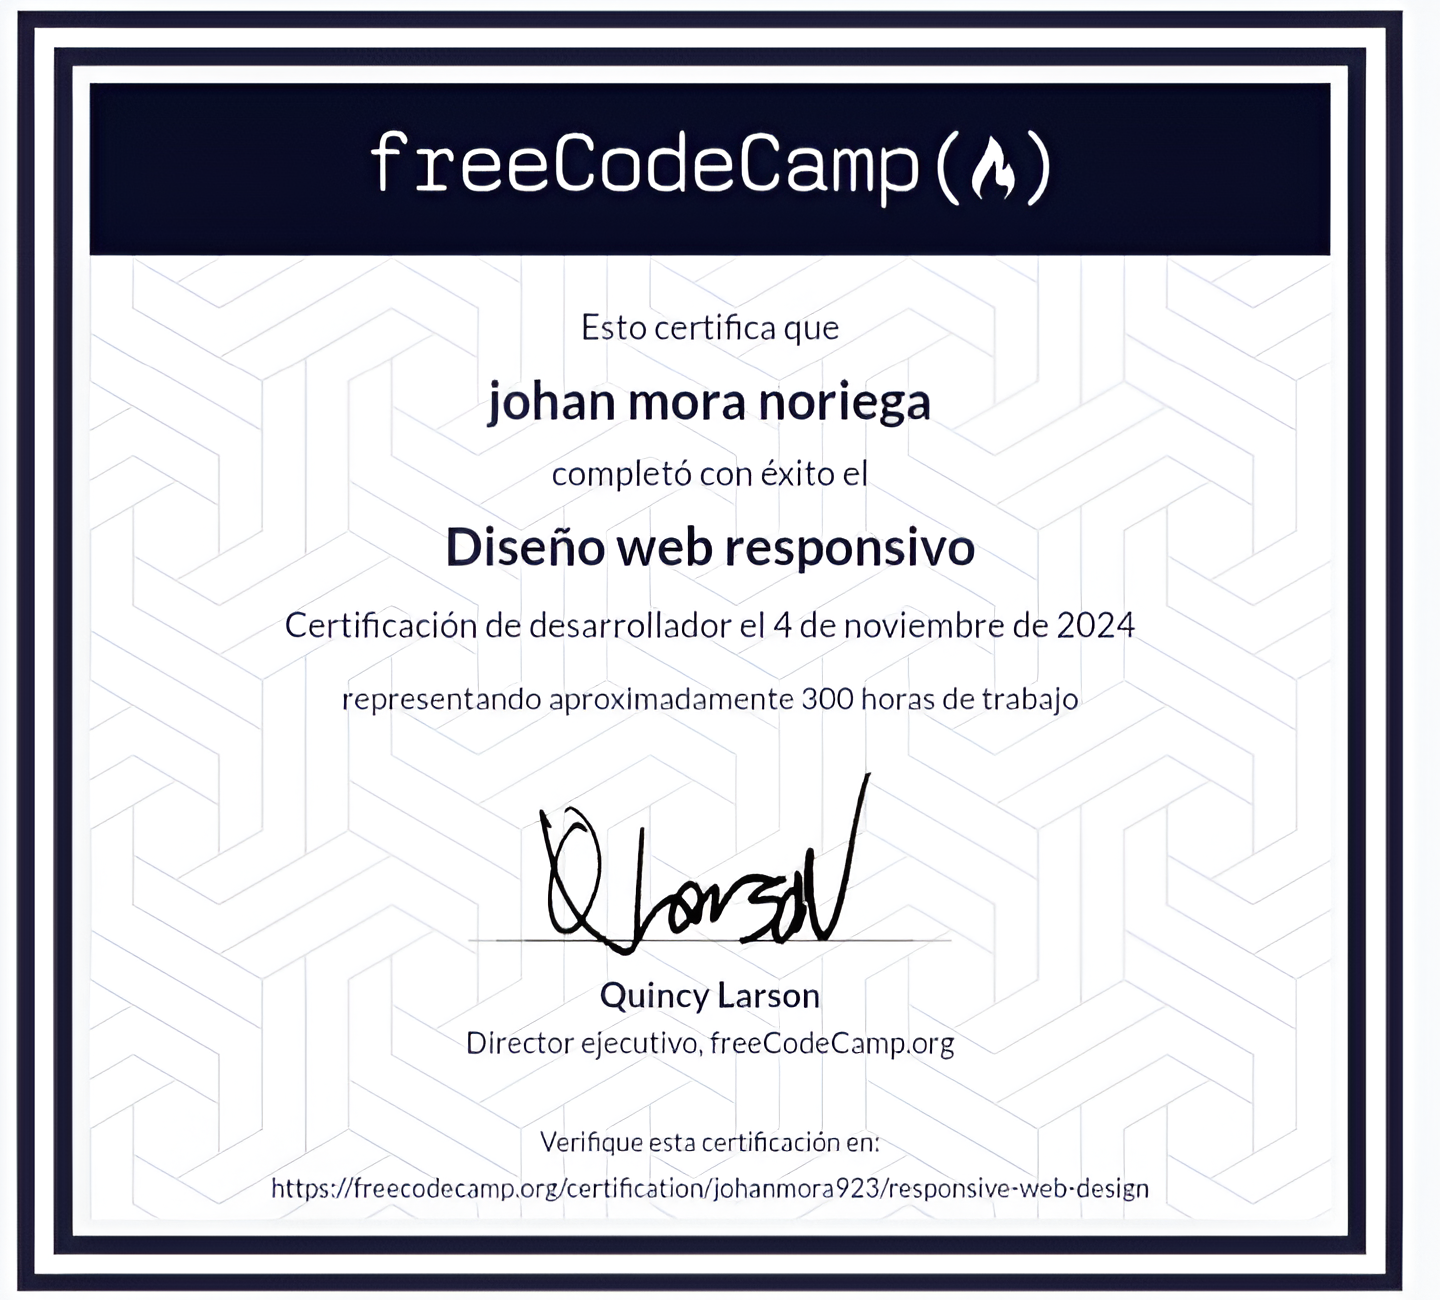 freeCodeCamp(🔥)
Esto certifica que
johan mora noriega
completó con éxito el
Diseño web responsivo
Certificación de desarrollador el 4 de noviembre de 2024
representando aproximadamente 300 horas de trabajo
Q Larson
Quincy Larson
Director ejecutivo, freeCodeCamp.org
Verifique esta certificación en:
https://freecodecamp.org/certification/johanmora923/responsive-web-design